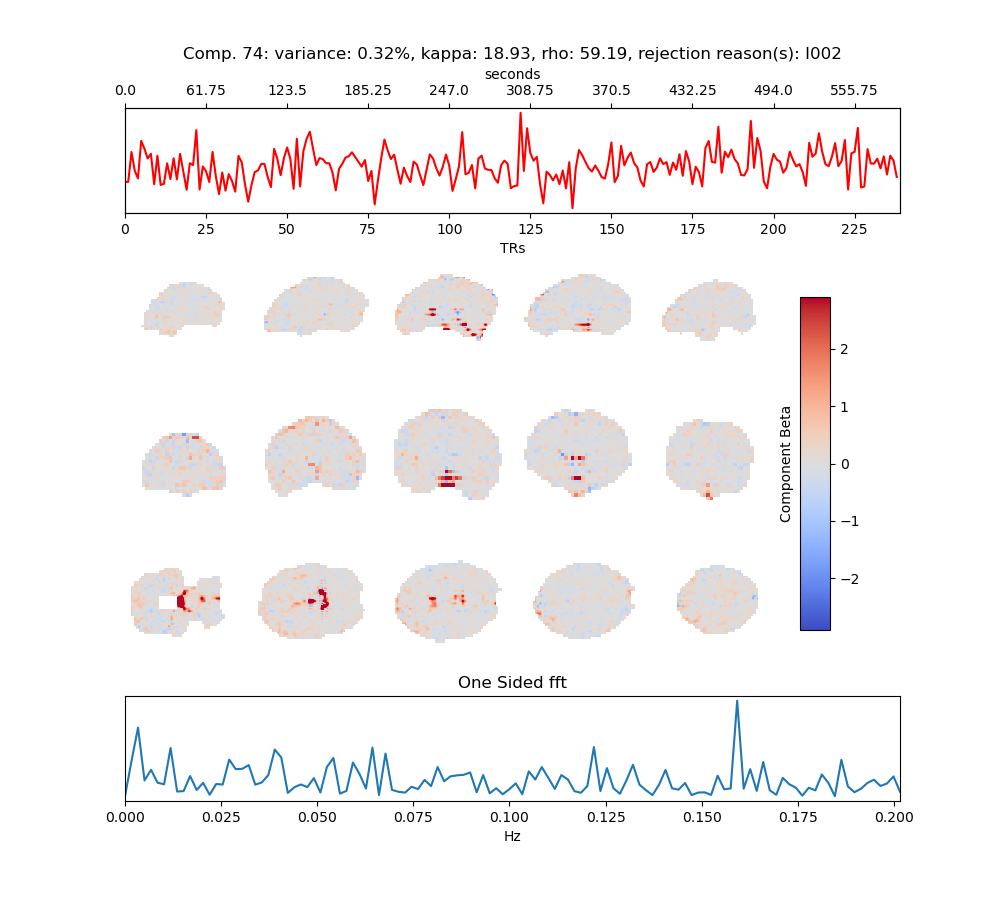 Comp. 74: variance: 0.32%, kappa: 18.93, rho: 59.19, rejection reason(s): I002
seconds
0.0 61.75 123.5 185.25 247.0 308.75 370.5 432.25 494.0 555.75
0 25 50 75 100 125 150 175 200 225
TRs
2
1
0
−1
−2
Component Beta
One Sided fft
0.000 0.025 0.050 0.075 0.100 0.125 0.150 0.175 0.200
Hz